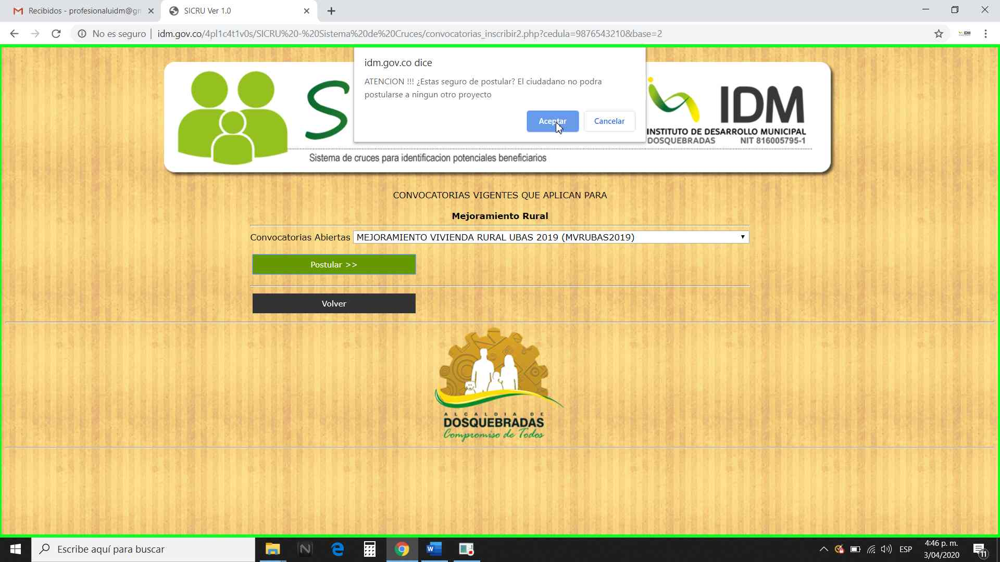 Recibidos - profesionaluidm@gm
SICRU Ver 1.0
No es seguro | idm.gov.co/4pl1c4t1v0s/SICRU%20-%20Sistema%20de%20Cruces/convocatorias_inscribir2.php?cedula=9876543210&base=2
idm.gov.co dice
ATENCION !!! ¿Estas seguro de postular? El ciudadano no podra
postularse a ningun otro proyecto
Aceptar
Cancelar
S
IDM
INSTITUTO DE DESARROLLO MUNICIPAL
DOSQUEBRADAS NIT 816005795-1
Sistema de cruces para identificacion potenciales beneficiarios
CONVOCATORIAS VIGENTES QUE APLICAN PARA
Mejoramiento Rural
Convocatorias Abiertas MEJORAMIENTO VIVIENDA RURAL UBAS 2019 (MVRUBAS2019)
Postular >>
Volver
ALCALDIA DE
DOSQUEBRADAS
Compromiso de Todos
Escribe aquí para buscar
ESP
4:46 p. m.
3/04/2020
11